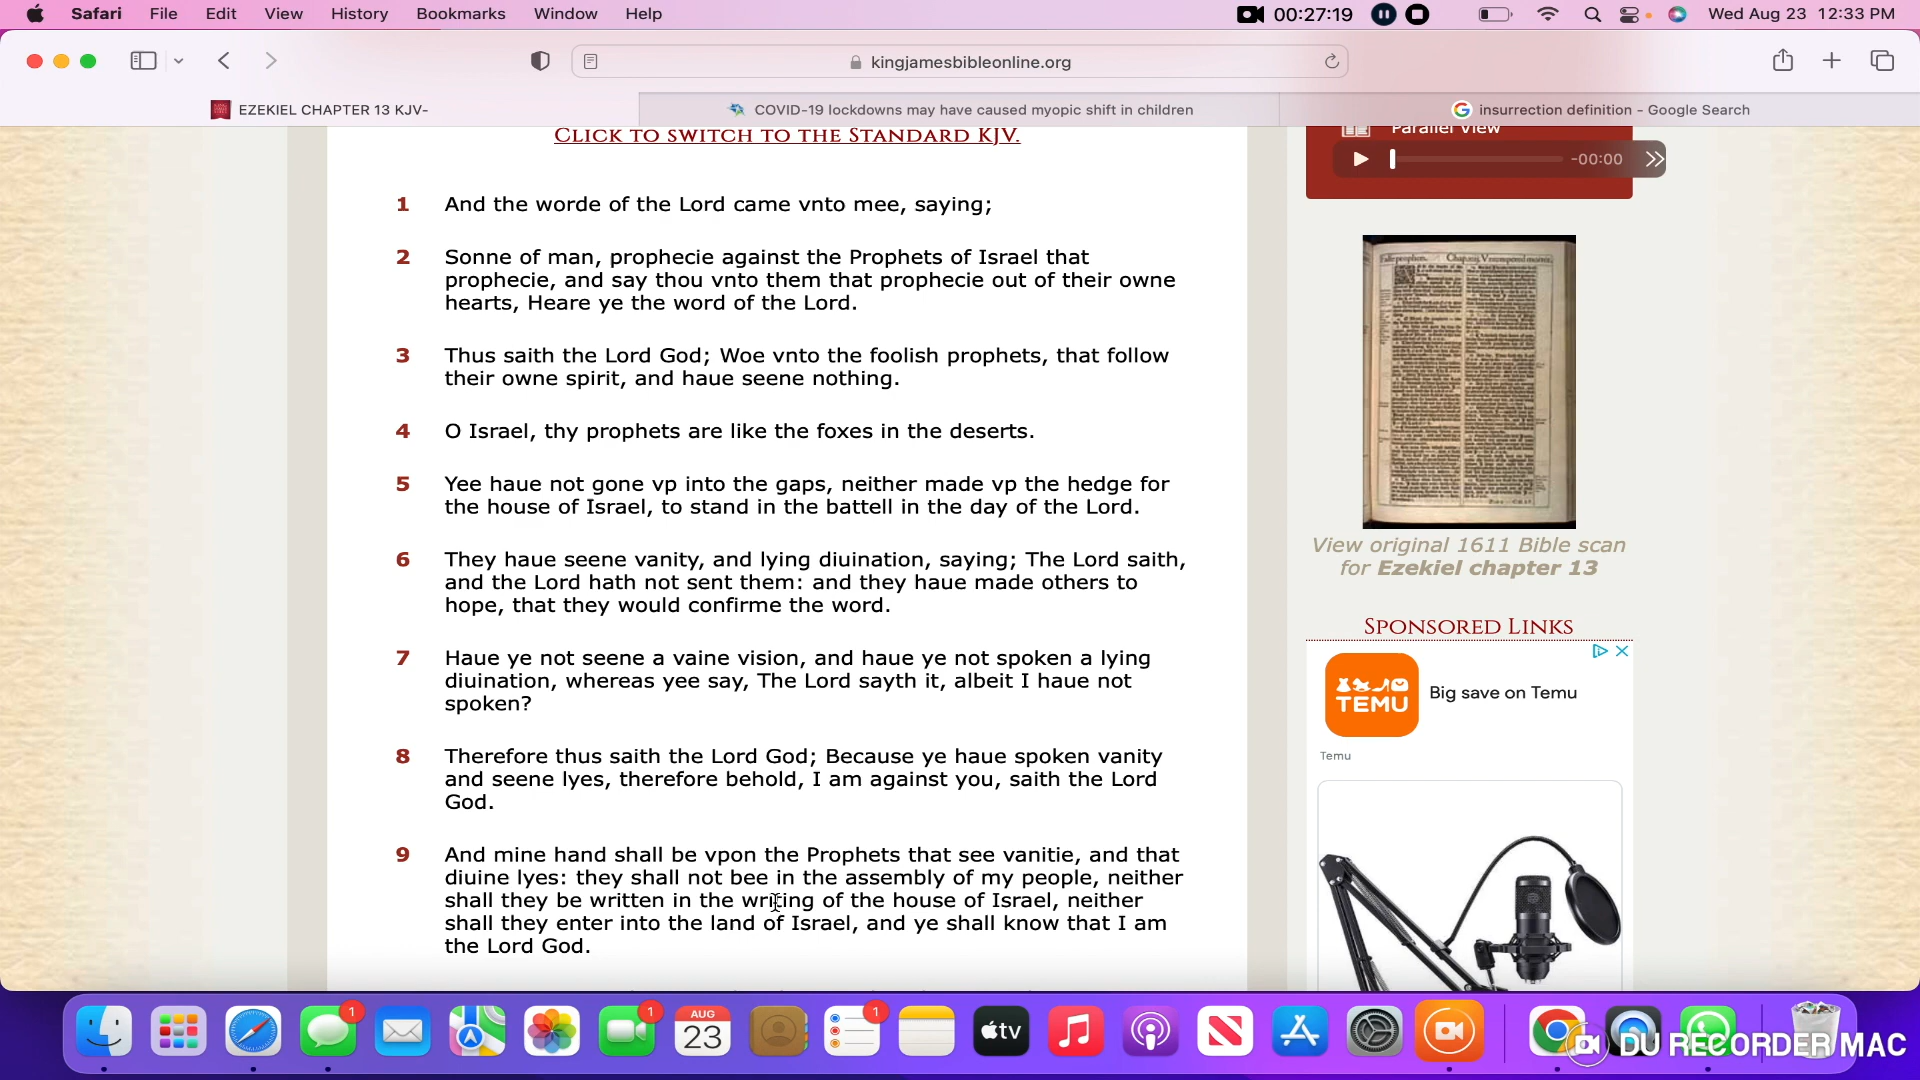 Safari File Edit View History Bookmarks Window Help 00:27:19 Wed Aug 23 12:33 PM
kingjamesbibleonline.org
EZEKIEL CHAPTER 13 KJV- COVID-19 lockdowns may have caused myopic shift in children insurrection definition - Google Search
CLICK TO SWITCH TO THE STANDARD KJV.
Parallel View
-00:00
1 And the worde of the Lord came vnto mee, saying;
2 Sonne of man, prophecie against the Prophets of Israel that
prophecie, and say thou vnto them that prophecie out of their owne
hearts, Heare ye the word of the Lord.
3 Thus saith the Lord God; Woe vnto the foolish prophets, that follow
their owne spirit, and haue seene nothing.
4 O Israel, thy prophets are like the foxes in the deserts.
5 Yee haue not gone vp into the gaps, neither made vp the hedge for
the house of Israel, to stand in the battell in the day of the Lord.
6 They haue seene vanity, and lying diuination, saying; The Lord saith,
and the Lord hath not sent them: and they haue made others to
hope, that they would confirme the word.
7 Haue ye not seene a vaine vision, and haue ye not spoken a lying
diuination, whereas yee say, The Lord sayth it, albeit I haue not
spoken?
8 Therefore thus saith the Lord God; Because ye haue spoken vanity
and seene lyes, therefore behold, I am against you, saith the Lord
God.
9 And mine hand shall be vpon the Prophets that see vanitie, and that
diuine lyes: they shall not bee in the assembly of my people, neither
shall they be written in the writing of the house of Israel, neither
shall they enter into the land of Israel, and ye shall know that I am
the Lord God.
View original 1611 Bible scan
for Ezekiel chapter 13
SPONSORED LINKS
TEMU
Big save on Temu
Temu
1
1
AUG
23
1
tv
DU RECORDER MAC